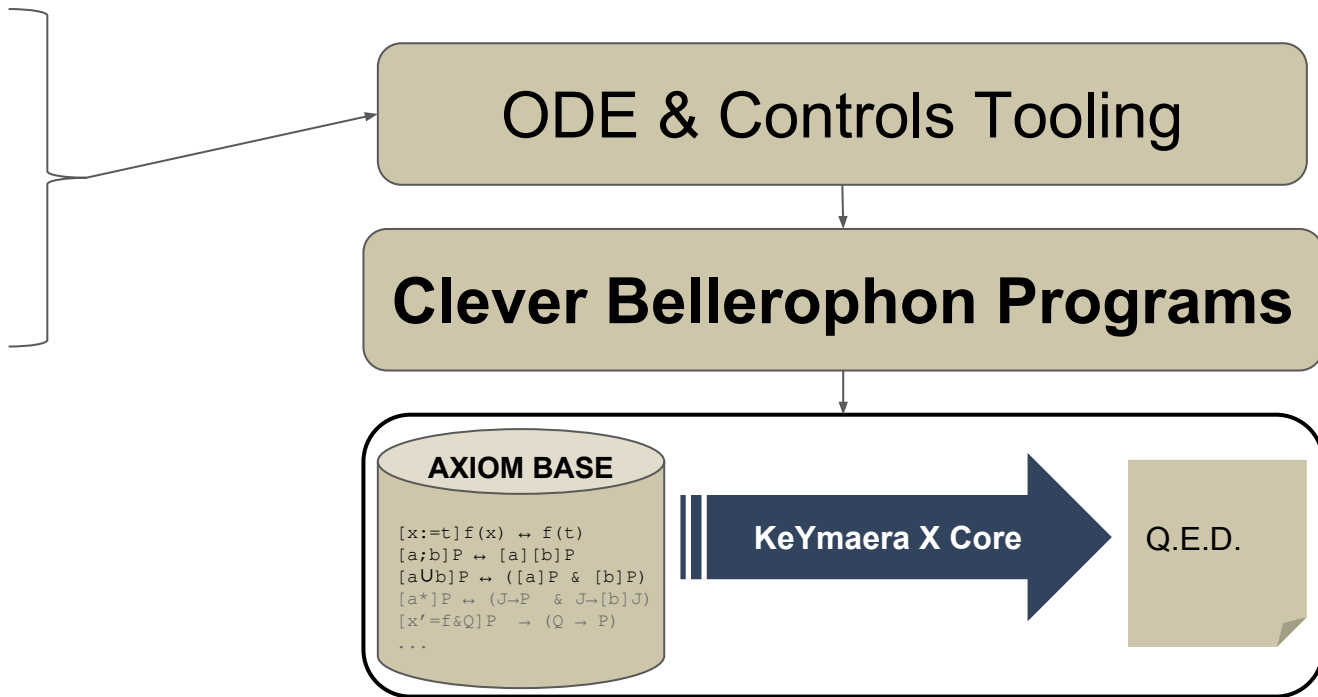 ODE & Controls Tooling
Clever Bellerophon Programs
AXIOM BASE
[x:=t]f(x) ↔ f(t)
[a;b]P ↔ [a][b]P
[a∪b]P ↔ ([a]P & [b]P)
[a*]P ↔ (J→P & J→[b]J)
[x’=f&Q]P → (Q → P)
...
KeYmaera X Core
Q.E.D.